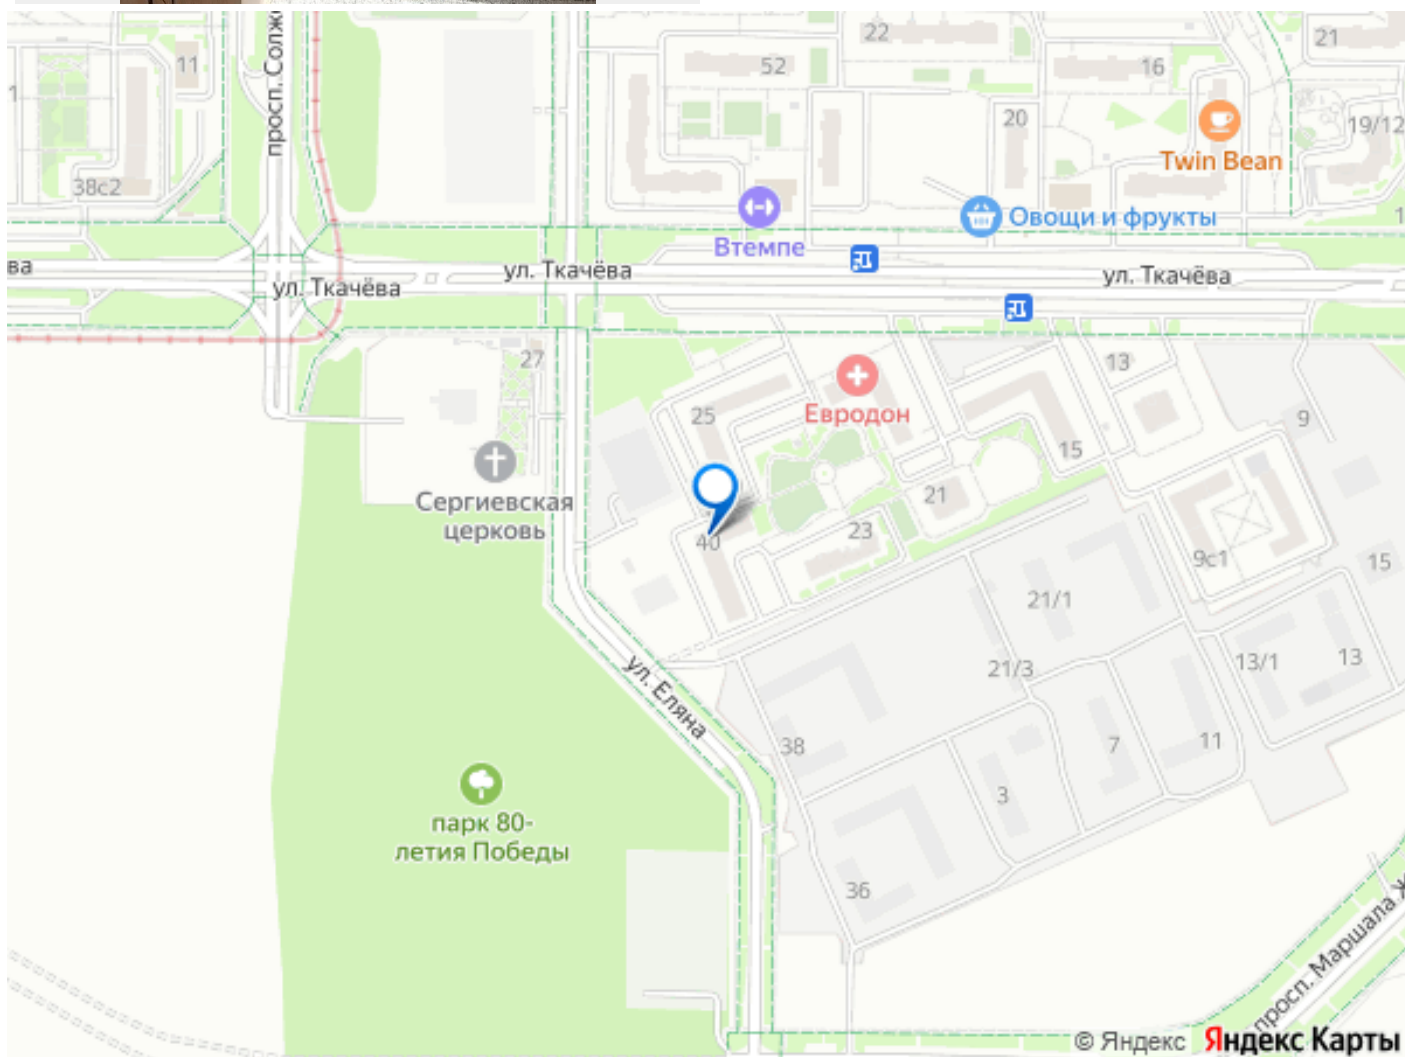 22
21
просп. Солже
11
52
16
1
20
19/12
Twin Bean
38с2
Овощи и фрукты
1
Втемпе
ва
ул. Ткачёва
ул. Ткачёва
ул. Ткачёва
27
13
25
Евродон
9
15
Сергиевская
церковь
21
40
23
9с1
15
21/1
ул. Еляна
21/3
13/1
13
38
7
11
3
парк 80-
летия Победы
36
просп. Маршала Ж
© Яндекс Яндекс Карты